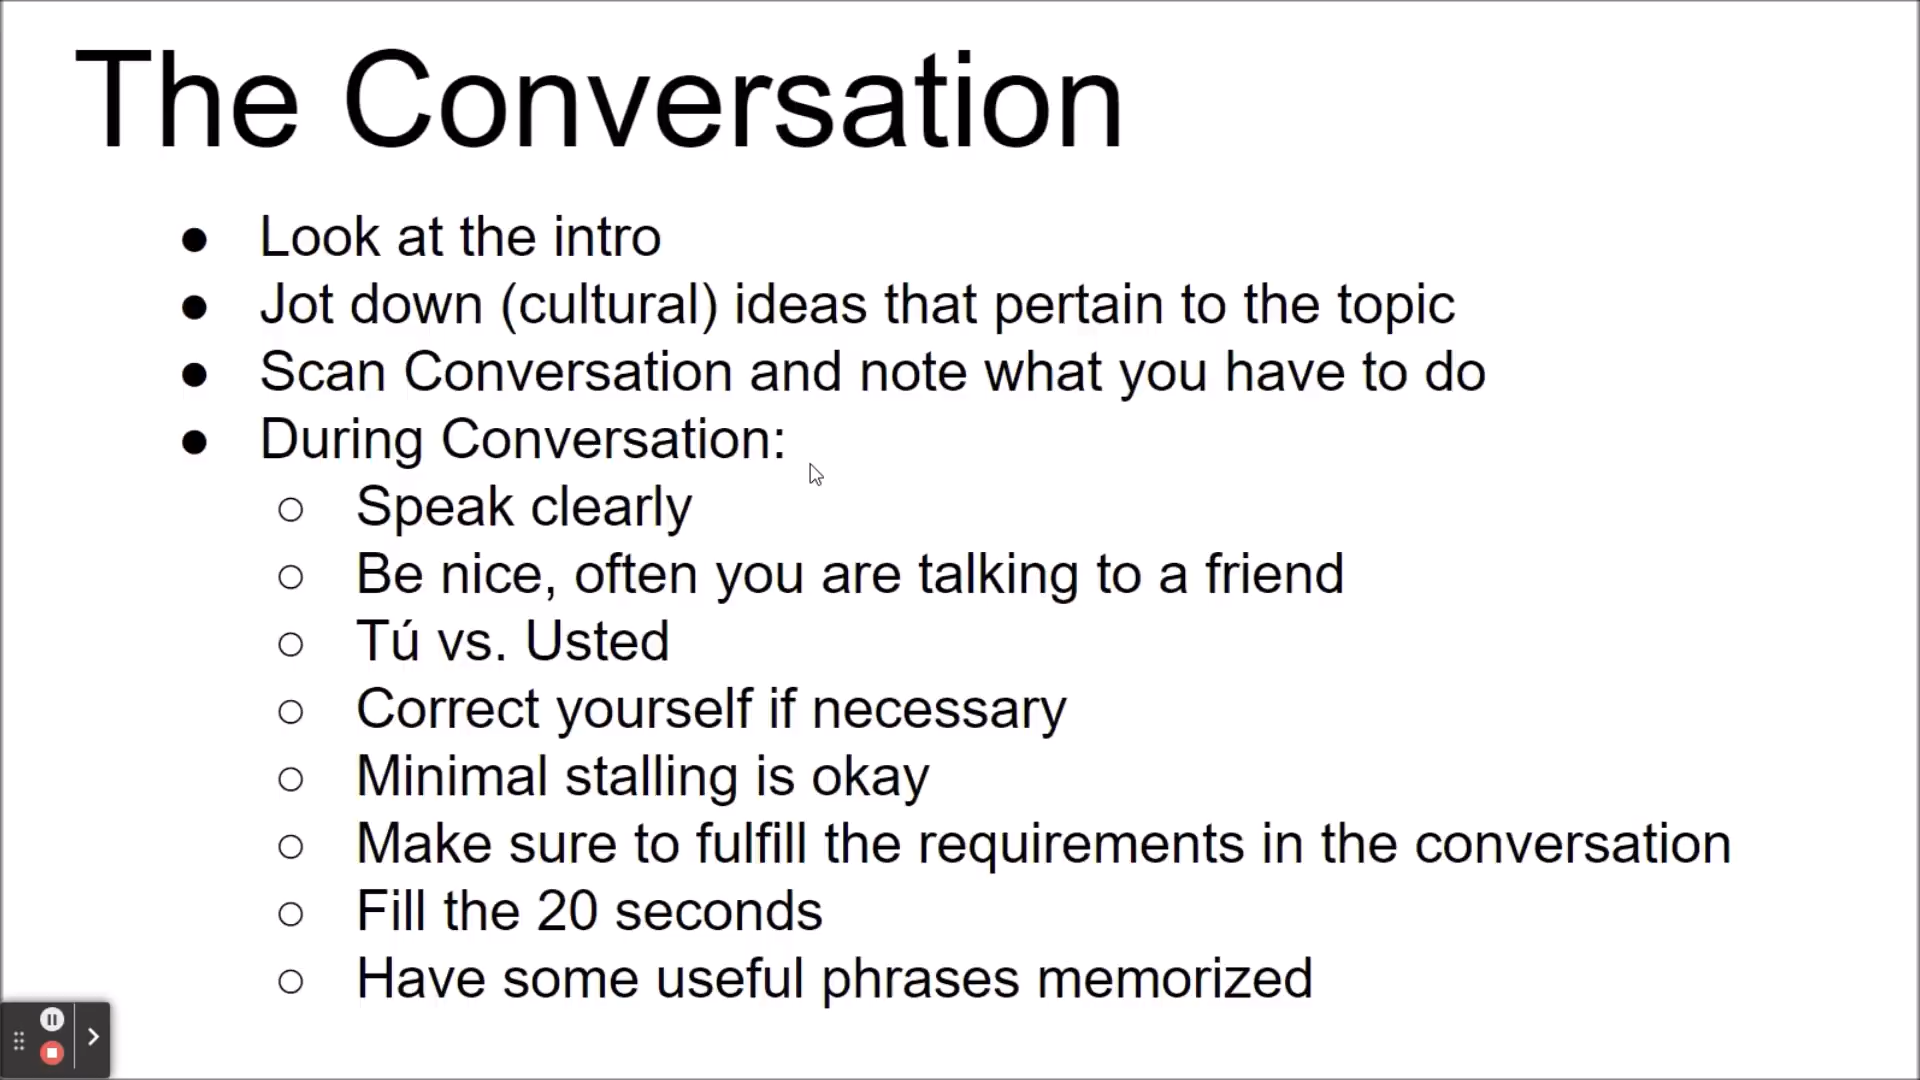 The Conversation
● Look at the intro
● Jot down (cultural) ideas that pertain to the topic
● Scan Conversation and note what you have to do
● During Conversation:
○ Speak clearly
○ Be nice, often you are talking to a friend
○ Tú vs. Usted
○ Correct yourself if necessary
○ Minimal stalling is okay
○ Make sure to fulfill the requirements in the conversation
○ Fill the 20 seconds
○ Have some useful phrases memorized